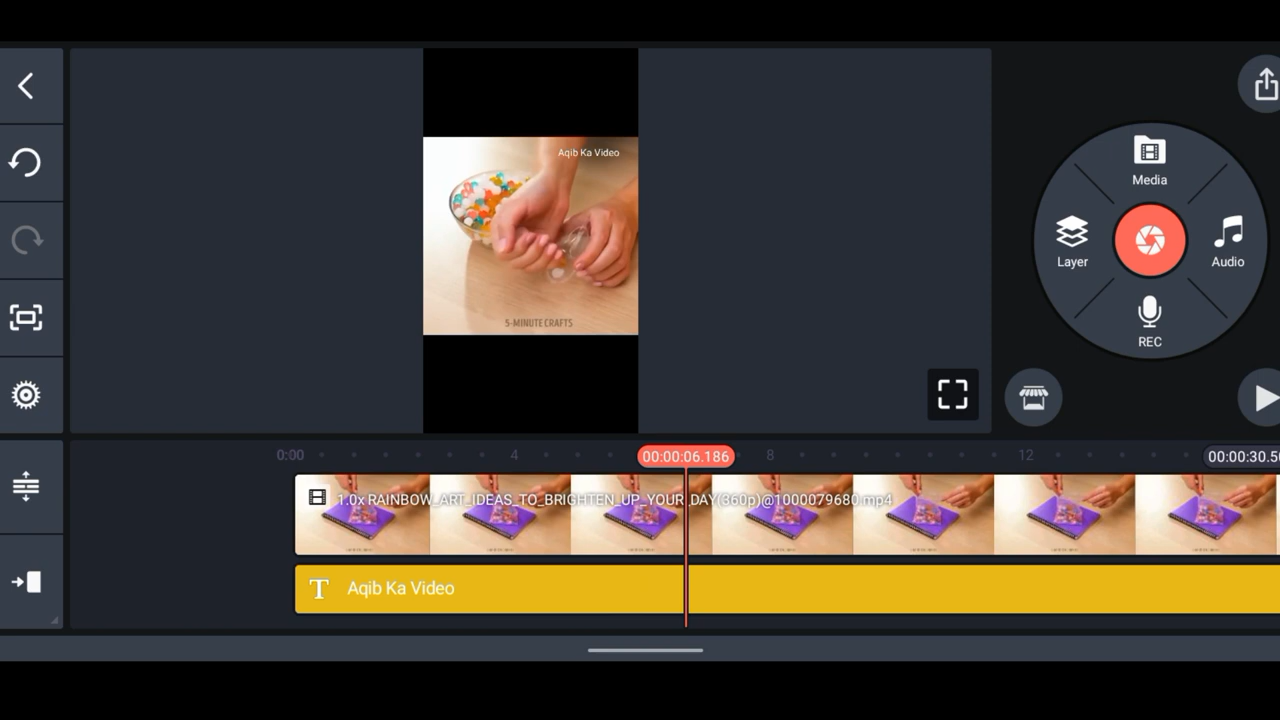 Aqib Ka Video
5-MINUTE CRAFTS
Media
Layer
Audio
REC
0:00
4
00:00:06.186
8
12
00:00:30.5
1.0x RAINBOW_ART_IDEAS_TO_BRIGHTEN_UP_YOUR_DAY(360p)@1000079680.mp4
T Aqib Ka Video